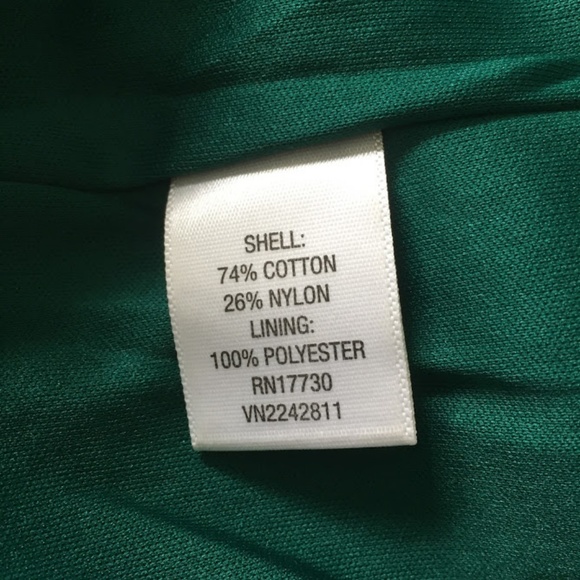 SHELL:
74% COTTON
26% NYLON
LINING:
100% POLYESTER
RN17730
VN2242811